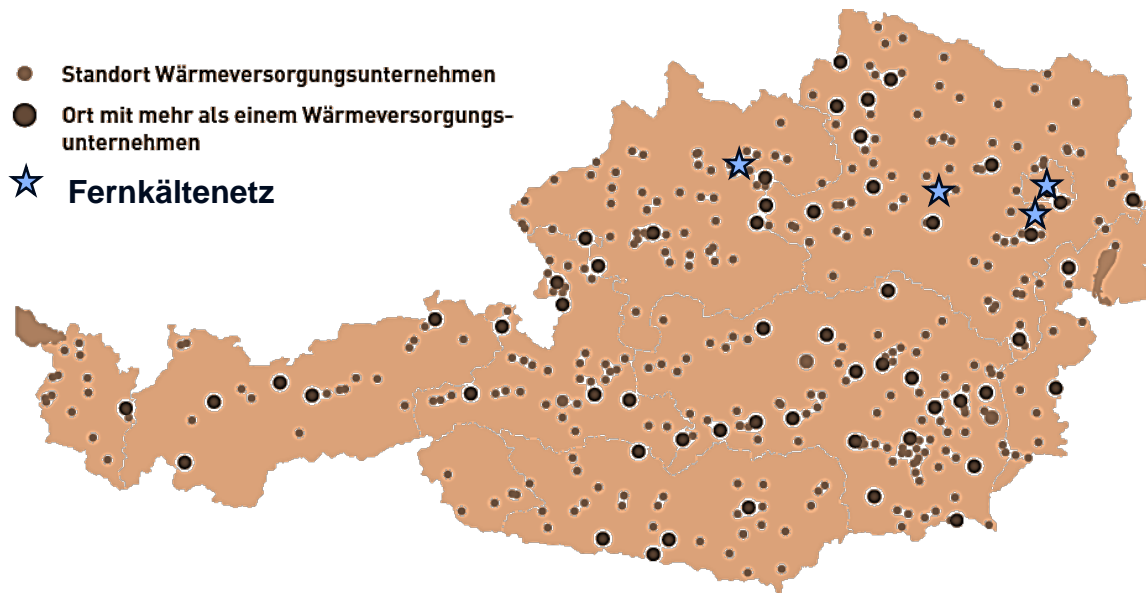 Standort Wärmeversorgungsunternehmen
Ort mit mehr als einem Wärmeversorgungs-
unternehmen
Fernkältenetz